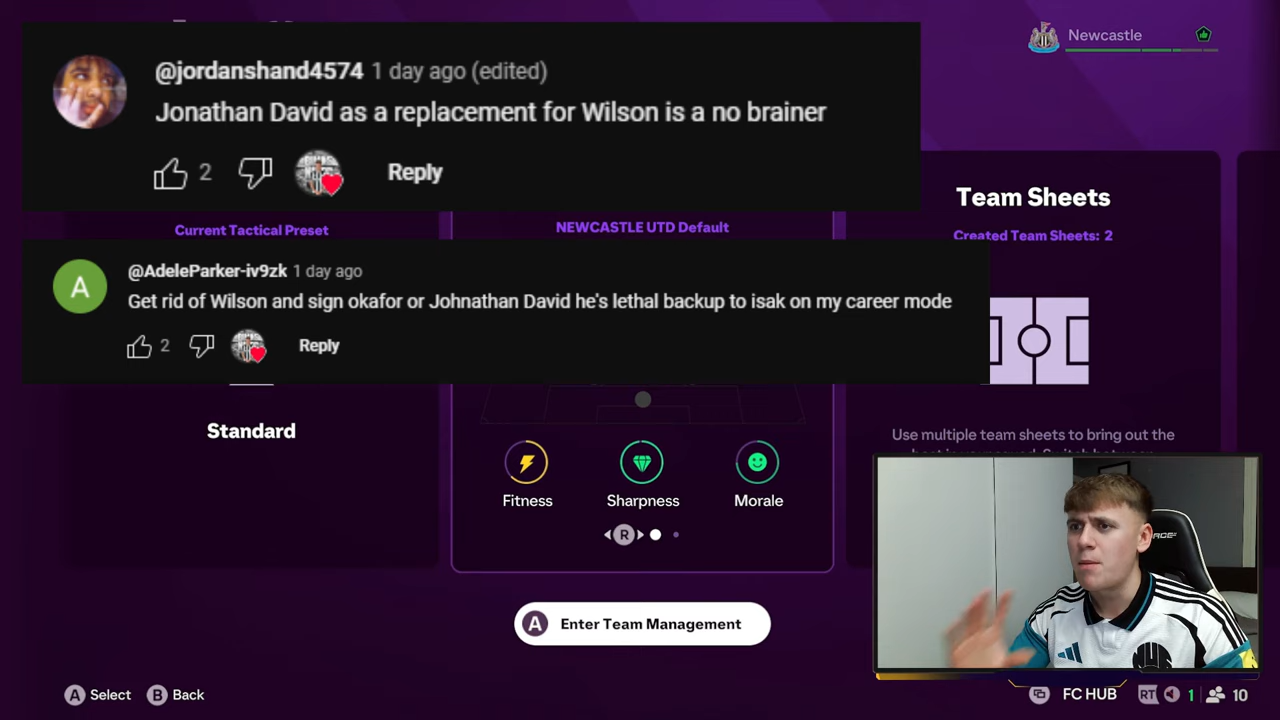 Newcastle
@jordanshand4574 1 day ago (edited)
Jonathan David as a replacement for Wilson is a no brainer
2 Reply
Team Sheets
Current Tactical Preset
NEWCASTLE UTD Default
Created Team Sheets: 2
A
@AdeleParker-iv9zk 1 day ago
Get rid of Wilson and sign okafor or Johnathan David he's lethal backup to isak on my career mode
2 Reply
Standard
Use multiple team sheets to bring out the
Fitness
Sharpness
Morale
R
A Enter Team Management
A Select B Back
FC HUB RT 1 10